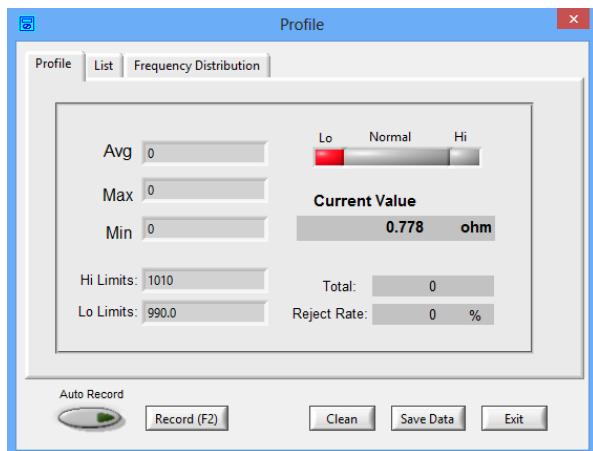 Profile
Profile List Frequency Distribution
Lo Normal Hi
Avg 0
Max 0
Min 0
Current Value
0.778 ohm
Hi Limits: 1010
Lo Limits: 990.0
Total: 0
Reject Rate: 0 %
Auto Record
Record (F2)
Clean
Save Data
Exit